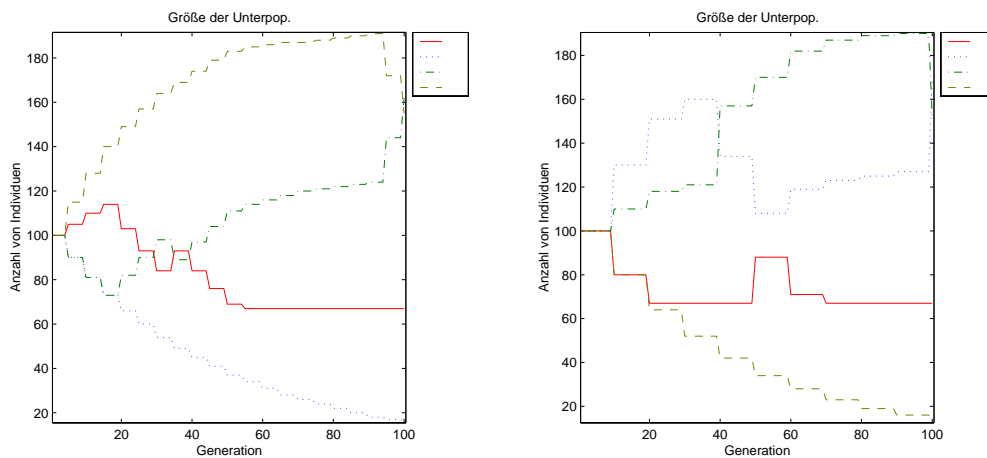 Größe der Unterpop.
Anzahl von Individuen
180
160
140
120
100
80
60
40
20
20 40 60 80 100
Generation
Größe der Unterpop.
Anzahl von Individuen
180
160
140
120
100
80
60
40
20
20 40 60 80 100
Generation